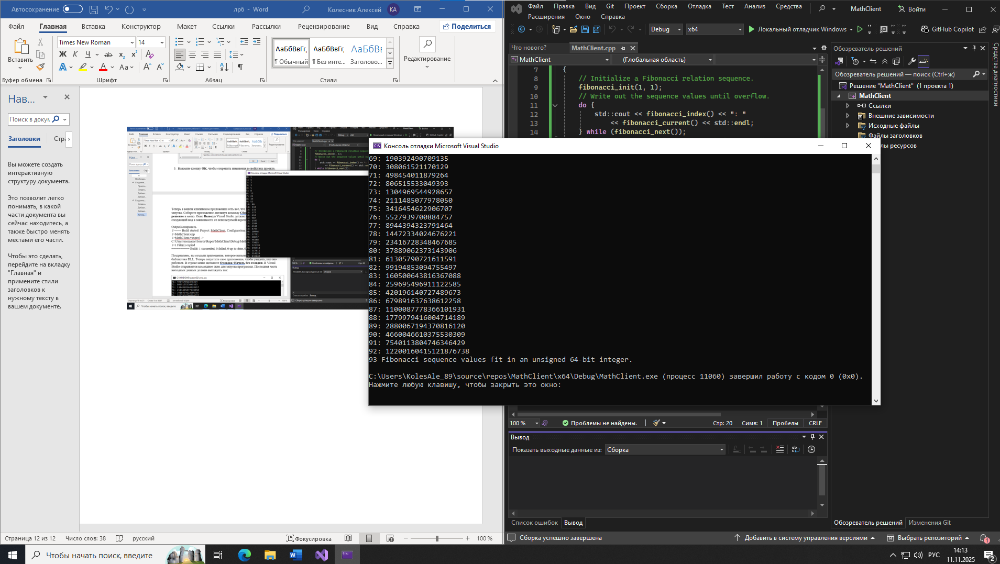 Автосохранение
лр6 - Word
Колесник Алексей
КА
Файл
Главная
Вставка
Конструктор
Макет
Ссылки
Рассылки
Рецензирование
Вид
Справка
Поделиться
Вставить
Times New Roman
14
Ж К Ч ab x₂ x²
Aa
АаБбВвГг,
¶ Обычный
АаБбВвГг,
¶ Без инте...
АаБбВв
Заголово...
Редактирование
Буфер обмена
Шрифт
Абзац
Стили
Нав...
Поиск в докум
Заголовки
Стра
Вы можете создать
интерактивную
структуру документа.
Это позволит легко
понимать, в какой
части документа вы
сейчас находитесь, а
также быстро менять
местами его части.
Чтобы это сделать,
перейдите на вкладку
"Главная" и
примените стили
заголовков к
нужному тексту в
вашем документе.
5. Нажмите кнопку ОК, чтобы сохранить изменения в свойствах проекта
Страница 12 из 12
Число слов: 38
русский
Фокусировка
100 %
Файл
Правка
Вид
Git
Проект
Сборка
Отладка
Тест
Анализ
Средства
MathClient
Войти
Расширения
Окно
Справка
Debug
x64
Локальный отладчик Windows
GitHub Copilot
Что нового?
MathClient.cpp
MathClient
(Глобальная область)
7 {
8 // Initialize a Fibonacci relation sequence.
9 fibonacci_init(1, 1);
10 // Write out the sequence values until overflow.
11 do {
12 std::cout << fibonacci_index() << ": "
13 << fibonacci_current() << std::endl;
14 } while (fibonacci_next());
Обозреватель решений
Обозреватель решений — поиск (Ctrl+ж)
Решение "MathClient" (1 проекта 1)
MathClient
Ссылки
Внешние зависимости
Исходные файлы
Файлы заголовков
лы ресурсов
Средства диагностики
Консоль отладки Microsoft Visual Studio
69: 190392490709135
70: 308061521170129
71: 498454011879264
72: 806515533049393
73: 1304969544928657
74: 2111485077978050
75: 3416454622906707
76: 5527939700884757
77: 8944394323791464
78: 14472334024676221
79: 23416728348467685
80: 37889062373143906
81: 61305790721611591
82: 99194853094755497
83: 160500643816367088
84: 259695496911122585
85: 420196140727489673
86: 679891637638612258
87: 1100087778366101931
88: 1779979416004714189
89: 2880067194370816120
90: 4660046610375530309
91: 7540113804746346429
92: 12200160415121876738
93 Fibonacci sequence values fit in an unsigned 64-bit integer.
C:\Users\KolesAle_89\source\repos\MathClient\x64\Debug\MathClient.exe (процесс 11060) завершил работу с кодом 0 (0x0).
Нажмите любую клавишу, чтобы закрыть это окно:
100 %
Проблемы не найдены.
Стр: 20
Симв: 1
Пробелы
CRLF
Вывод
Показать выходные данные из:
Сборка
Список ошибок
Вывод
Обозреватель решений
Изменения Git
Сборка успешно завершена
Добавить в систему управления версиями
Выбрать репозиторий
1
Чтобы начать поиск, введите
РУС
14:13
11.11.2025
2